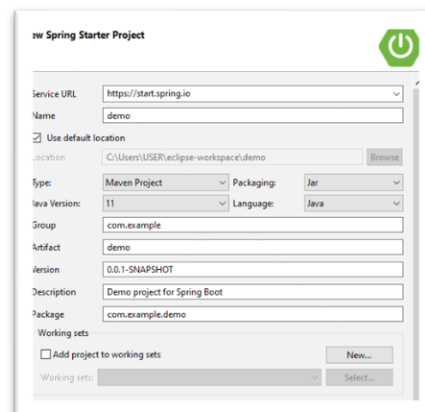 ew Spring Starter Project
Service URL https://start.spring.io
Name demo
Use default location
Location C:\Users\USER\eclipse-workspace\demo Browse
Type: Maven Project Packaging: Jar
Java Version: 11 Language: Java
Group com.example
Artifact demo
Version 0.0.1-SNAPSHOT
Description Demo project for Spring Boot
Package com.example.demo
Working sets
Add project to working sets New...
Working sets: Select...